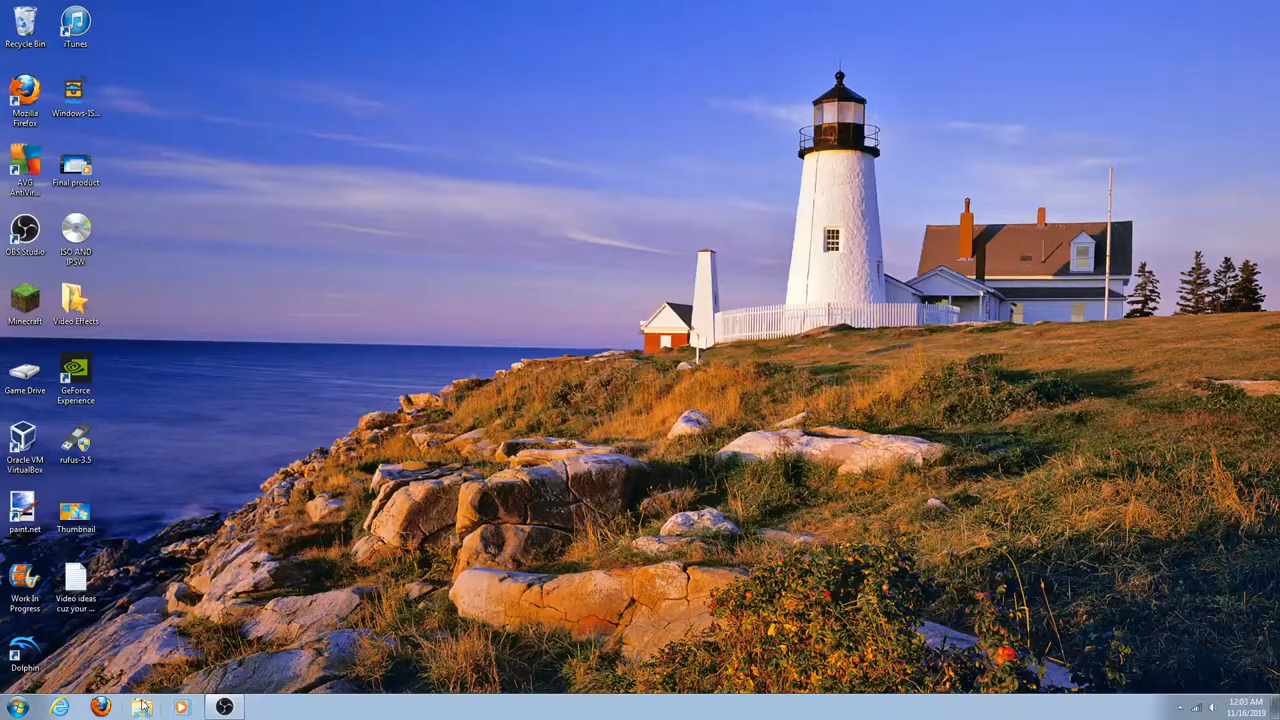 Recycle Bin
iTunes
Mozilla
Firefox
Windows-IS...
AVG
AntiVir...
Final product
OBS Studio
ISO AND
IPSW
Minecraft
Video Effects
Game Drive
GeForce
Experience
Oracle VM
VirtualBox
rufus-3.5
paint.net
Thumbnail
Work In
Progress
Video ideas
cuz your ...
Dolphin
12:03 AM
11/16/2019